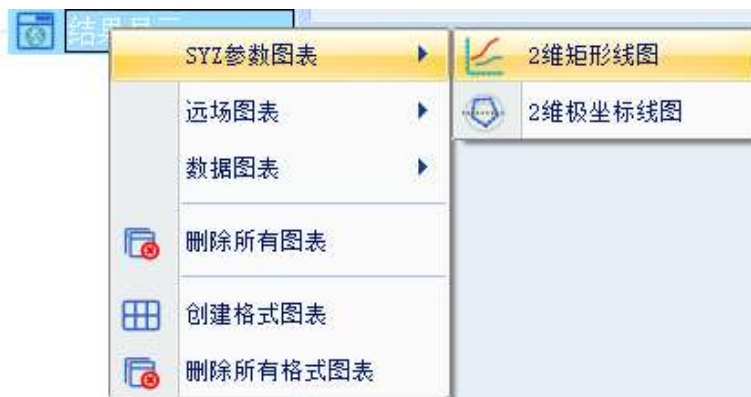 结果显示
SYZ参数图表
2维矩形线图
远场图表
2维极坐标线图
数据图表
删除所有图表
创建格式图表
删除所有格式图表